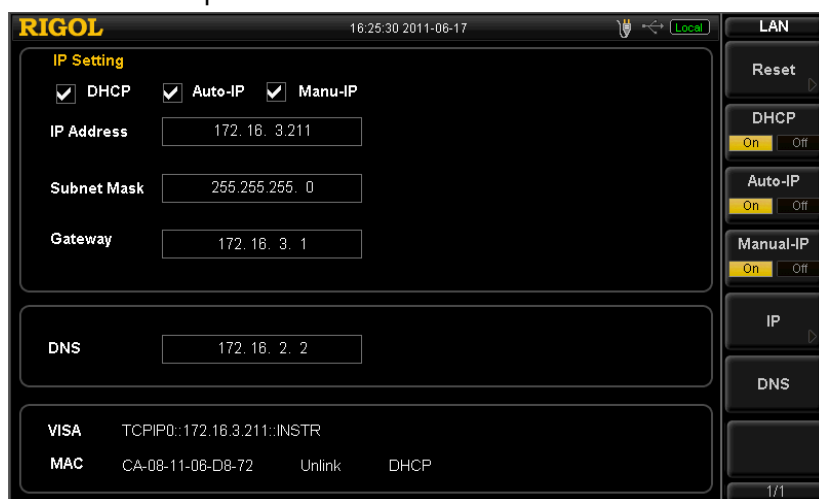 RIGOL 16:25:30 2011-06-17 Local LAN
IP Setting
DHCP Auto-IP Manu-IP
IP Address 172. 16. 3.211
Subnet Mask 255.255.255. 0
Gateway 172. 16. 3. 1
DNS 172. 16. 2. 2
VISA TCPIP0::172.16.3.211::INSTR
MAC CA-08-11-06-D8-72 Unlink DHCP
Reset
DHCP
On Off
Auto-IP
On Off
Manual-IP
On Off
IP
DNS
1/1